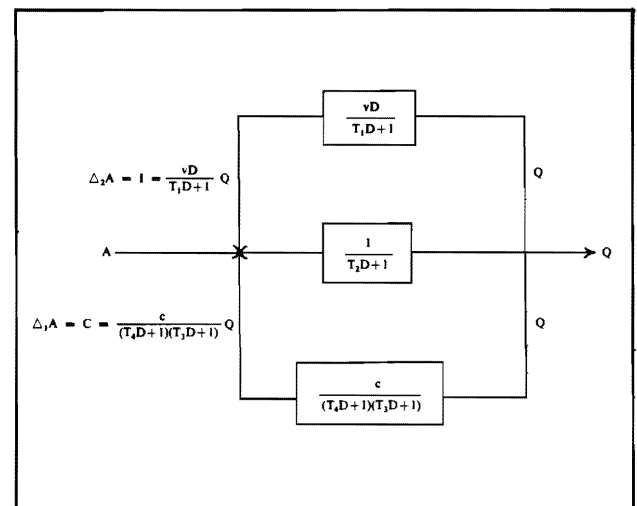 vD
T₁D+1
△₂A = I = vD / T₁D+1 Q
Q
A
1
T₂D+1
Q
△₁A = C = c / (T₄D+1)(T₃D+1) Q
Q
c
(T₄D+1)(T₃D+1)